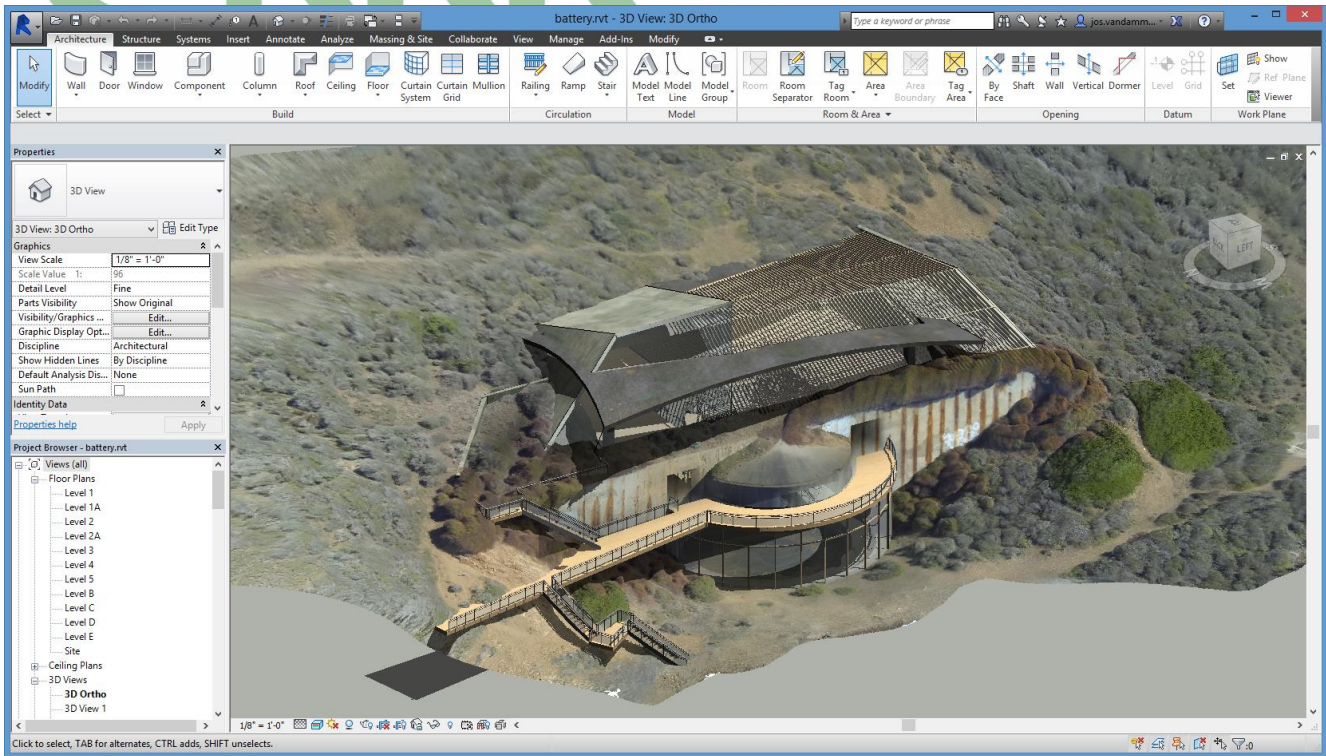 battery.rvt - 3D View: 3D Ortho
Type a keyword or phrase
jos.vandamm...
Architecture Structure Systems Insert Annotate Analyze Massing & Site Collaborate View Manage Add-Ins Modify
Modify Wall Door Window Component Column Roof Ceiling Floor Curtain System Curtain Grid Mullion Railing Ramp Stair Model Text Model Line Model Group Room Room Separator Tag Room Area Area Boundary Tag Area By Face Shaft Wall Vertical Dormer Level Grid Set Show
Ref Plane
Viewer
Select Build Circulation Model Room & Area Opening Datum Work Plane
Properties
3D View
3D View: 3D Ortho Edit Type
Graphics
View Scale 1/8" = 1'-0"
Scale Value 1: 96
Detail Level Fine
Parts Visibility Show Original
Visibility/Graphics ... Edit...
Graphic Display Opt... Edit...
Discipline Architectural
Show Hidden Lines By Discipline
Default Analysis Dis... None
Sun Path
Identity Data
Properties help Apply
Project Browser - battery.rvt
Views (all)
Floor Plans
Level 1
Level 1A
Level 2
Level 2A
Level 3
Level 4
Level 5
Level B
Level C
Level D
Level E
Site
Ceiling Plans
3D Views
3D Ortho
3D View 1
BACK LEFT
1/8" = 1'-0"
Click to select, TAB for alternates, CTRL adds, SHIFT unselects.
:0